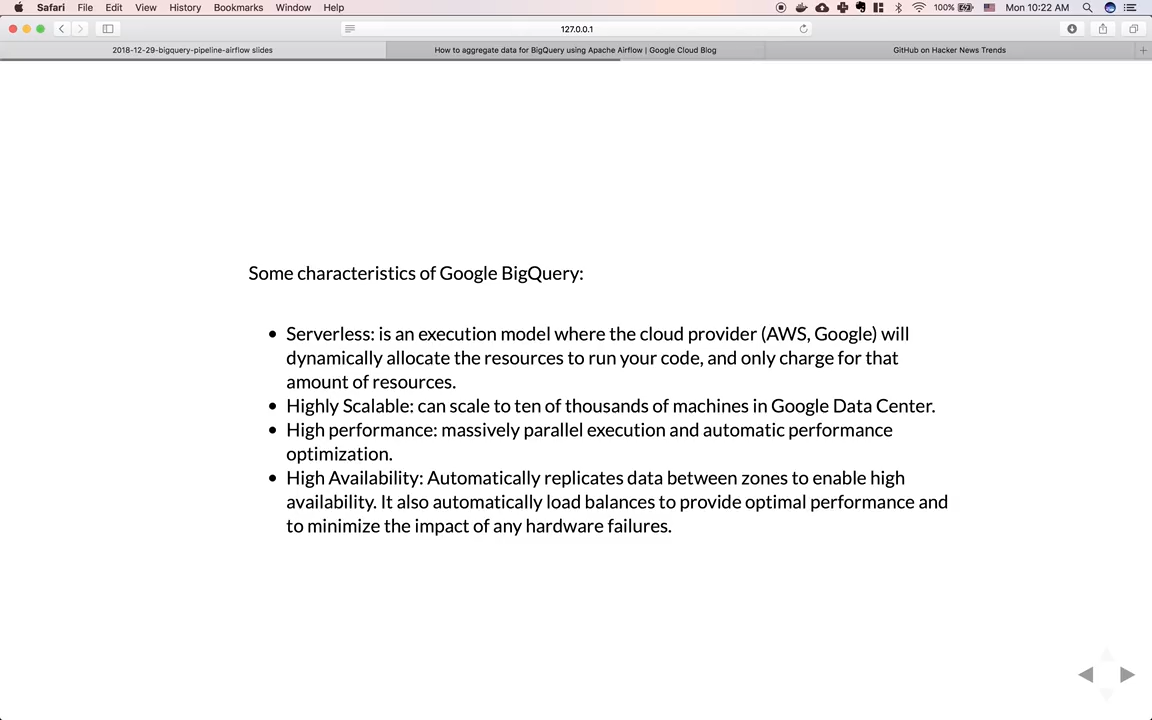 Safari File Edit View History Bookmarks Window Help 100% Mon 10:22 AM
127.0.0.1
2018-12-29-bigquery-pipeline-airflow slides How to aggregate data for BigQuery using Apache Airflow | Google Cloud Blog GitHub on Hacker News Trends
Some characteristics of Google BigQuery:
• Serverless: is an execution model where the cloud provider (AWS, Google) will
dynamically allocate the resources to run your code, and only charge for that
amount of resources.
• Highly Scalable: can scale to ten of thousands of machines in Google Data Center.
• High performance: massively parallel execution and automatic performance
optimization.
• High Availability: Automatically replicates data between zones to enable high
availability. It also automatically load balances to provide optimal performance and
to minimize the impact of any hardware failures.